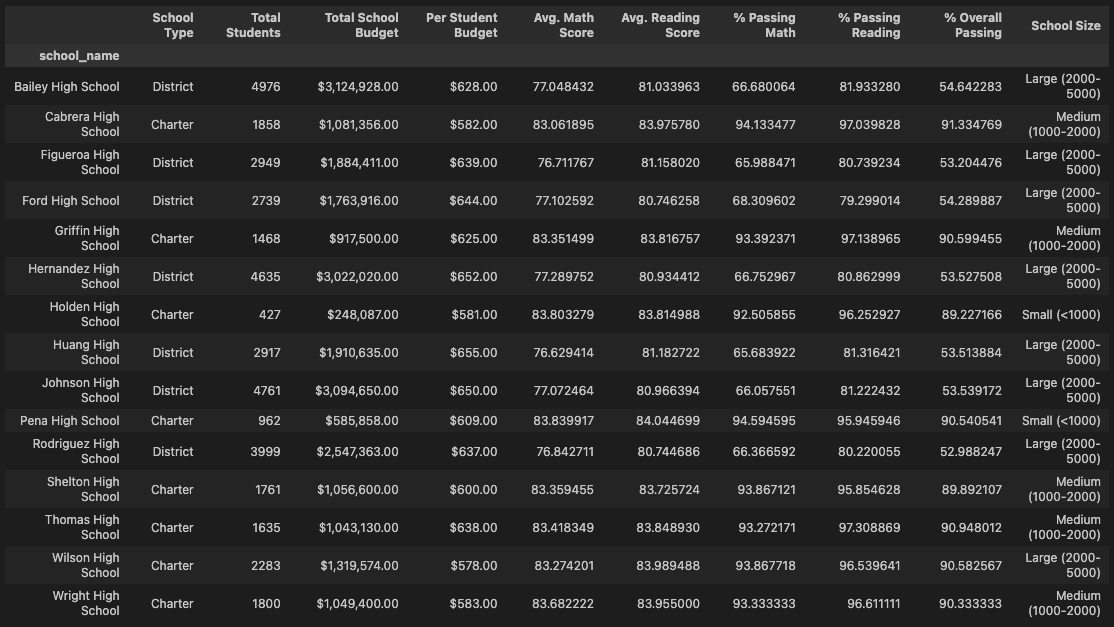 School Type Total Students Total School Budget Per Student Budget Avg. Math Score Avg. Reading Score % Passing Math % Passing Reading % Overall Passing School Size
school_name
Bailey High School District 4976 $3,124,928.00 $628.00 77.048432 81.033963 66.680064 81.933280 54.642283 Large (2000-5000)
Cabrera High School Charter 1858 $1,081,356.00 $582.00 83.061895 83.975780 94.133477 97.039828 91.334769 Medium (1000-2000)
Figueroa High School District 2949 $1,884,411.00 $639.00 76.711767 81.158020 65.988471 80.739234 53.204476 Large (2000-5000)
Ford High School District 2739 $1,763,916.00 $644.00 77.102592 80.746258 68.309602 79.299014 54.289887 Large (2000-5000)
Griffin High School Charter 1468 $917,500.00 $625.00 83.351499 83.816757 93.392371 97.138965 90.599455 Medium (1000-2000)
Hernandez High School District 4635 $3,022,020.00 $652.00 77.289752 80.934412 66.752967 80.862999 53.527508 Large (2000-5000)
Holden High School Charter 427 $248,087.00 $581.00 83.803279 83.814988 92.505855 96.252927 89.227166 Small (<1000)
Huang High School District 2917 $1,910,635.00 $655.00 76.629414 81.182722 65.683922 81.316421 53.513884 Large (2000-5000)
Johnson High School District 4761 $3,094,650.00 $650.00 77.072464 80.966394 66.057551 81.222432 53.539172 Large (2000-5000)
Pena High School Charter 962 $585,858.00 $609.00 83.839917 84.044699 94.594595 95.945946 90.540541 Small (<1000)
Rodriguez High School District 3999 $2,547,363.00 $637.00 76.842711 80.744686 66.366592 80.220055 52.988247 Large (2000-5000)
Shelton High School Charter 1761 $1,056,600.00 $600.00 83.359455 83.725724 93.867121 95.854628 89.892107 Medium (1000-2000)
Thomas High School Charter 1635 $1,043,130.00 $638.00 83.418349 83.848930 93.272171 97.308869 90.948012 Medium (1000-2000)
Wilson High School Charter 2283 $1,319,574.00 $578.00 83.274201 83.989488 93.867718 96.539641 90.582567 Large (2000-5000)
Wright High School Charter 1800 $1,049,400.00 $583.00 83.682222 83.955000 93.333333 96.611111 90.333333 Medium (1000-2000)